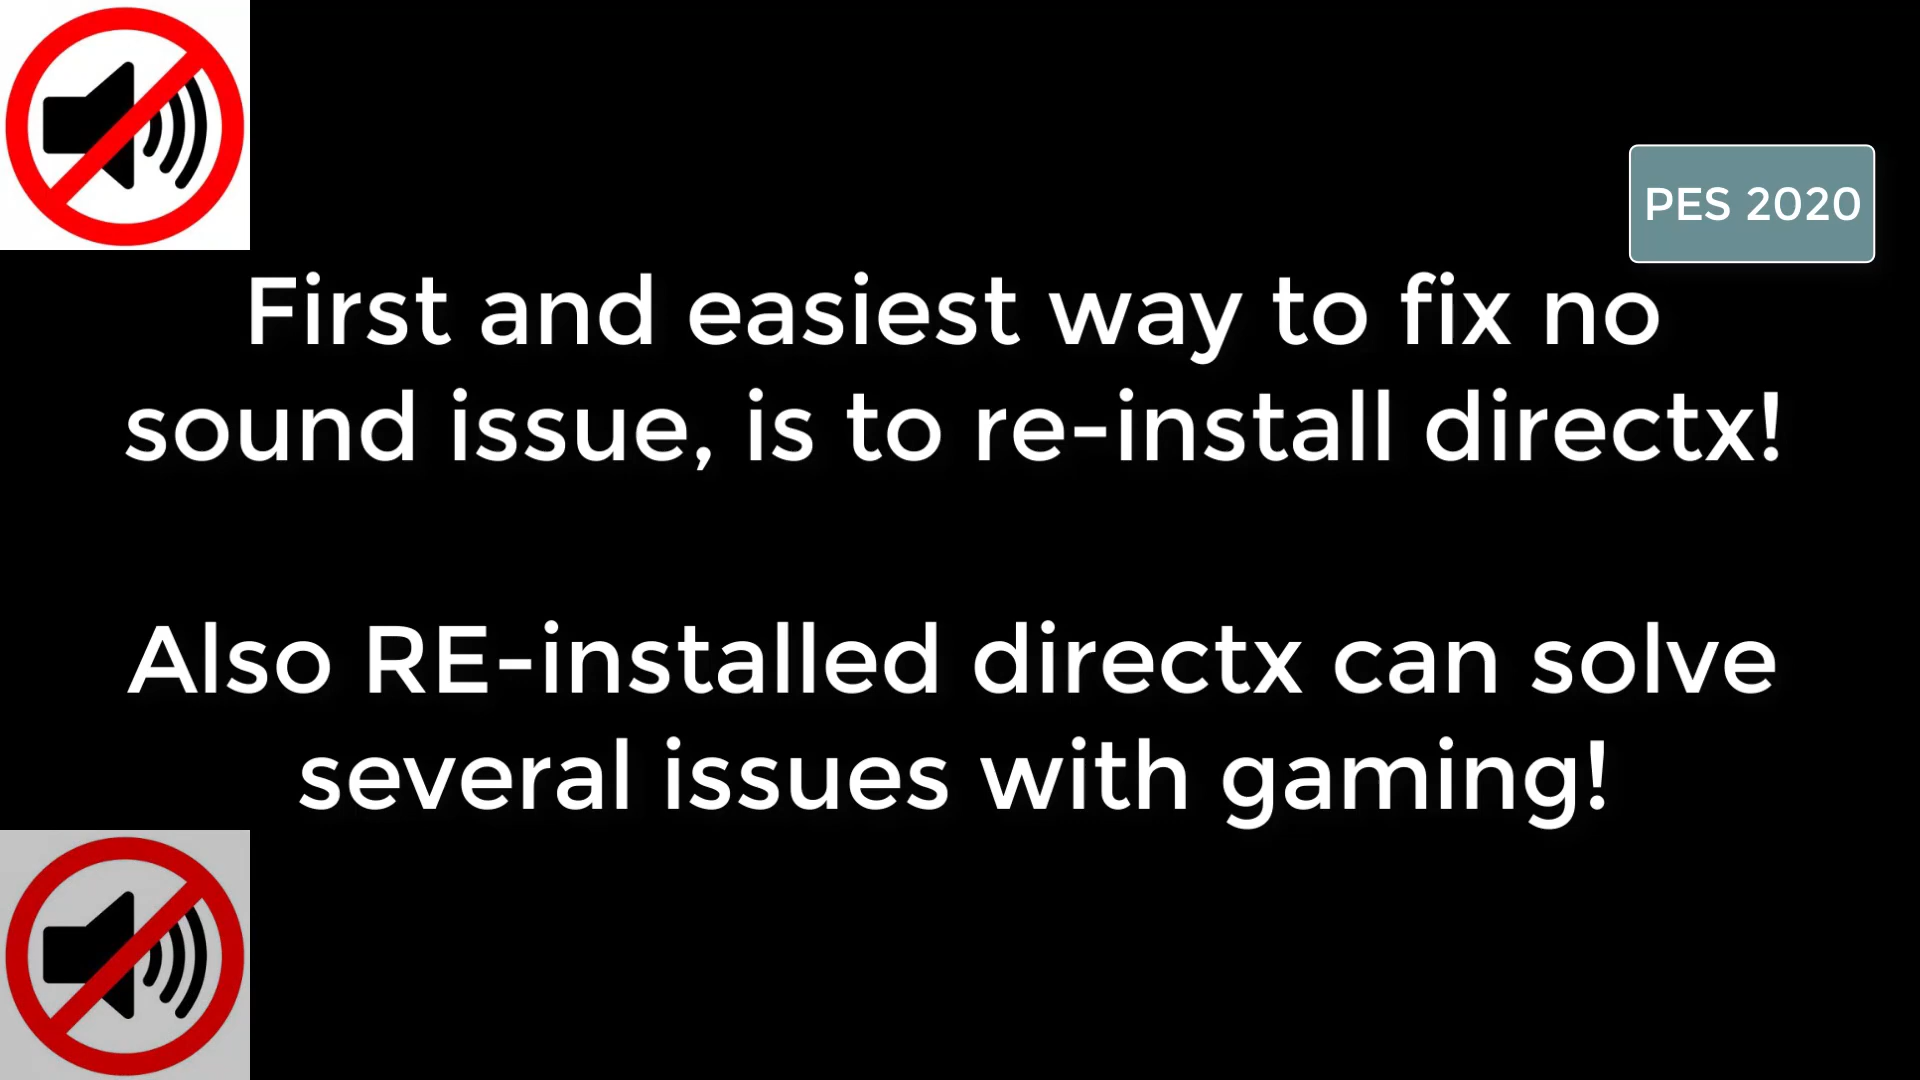 PES 2020
First and easiest way to fix no
sound issue, is to re-install directx!
Also RE-installed directx can solve
several issues with gaming!